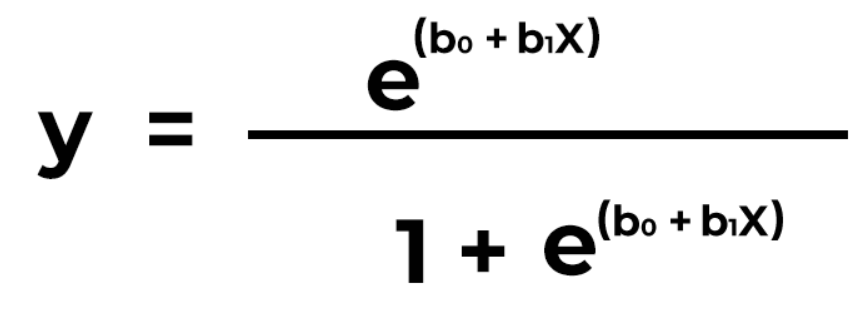 y = e^(b₀ + b₁X)
1 + e^(b₀ + b₁X)